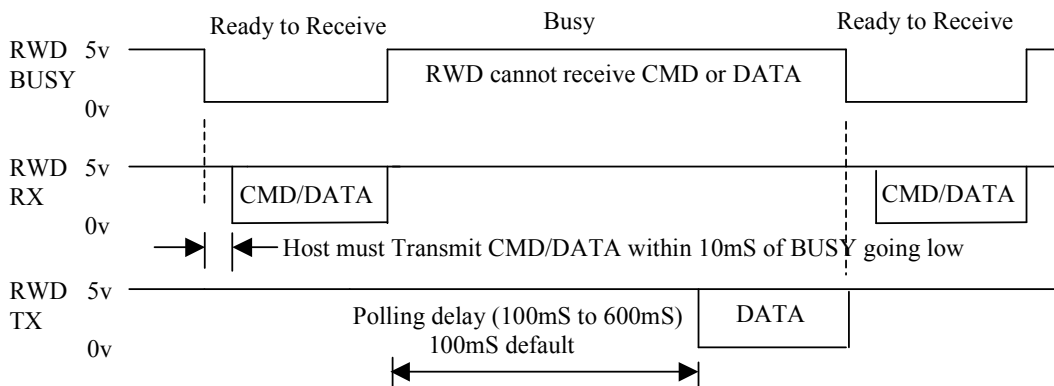 Ready to Receive
Busy
Ready to Receive
RWD 5v
BUSY
RWD cannot receive CMD or DATA
0v
RWD 5v
RX
CMD/DATA
CMD/DATA
0v
Host must Transmit CMD/DATA within 10mS of BUSY going low
RWD 5v
TX
Polling delay (100mS to 600mS)
100mS default
DATA
0v